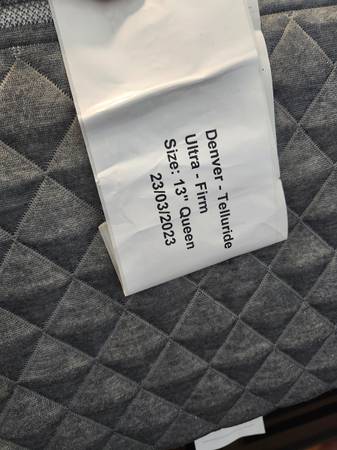 Denver - Telluride
Ultra - Firm
Size: 13" Queen
23/03/2023